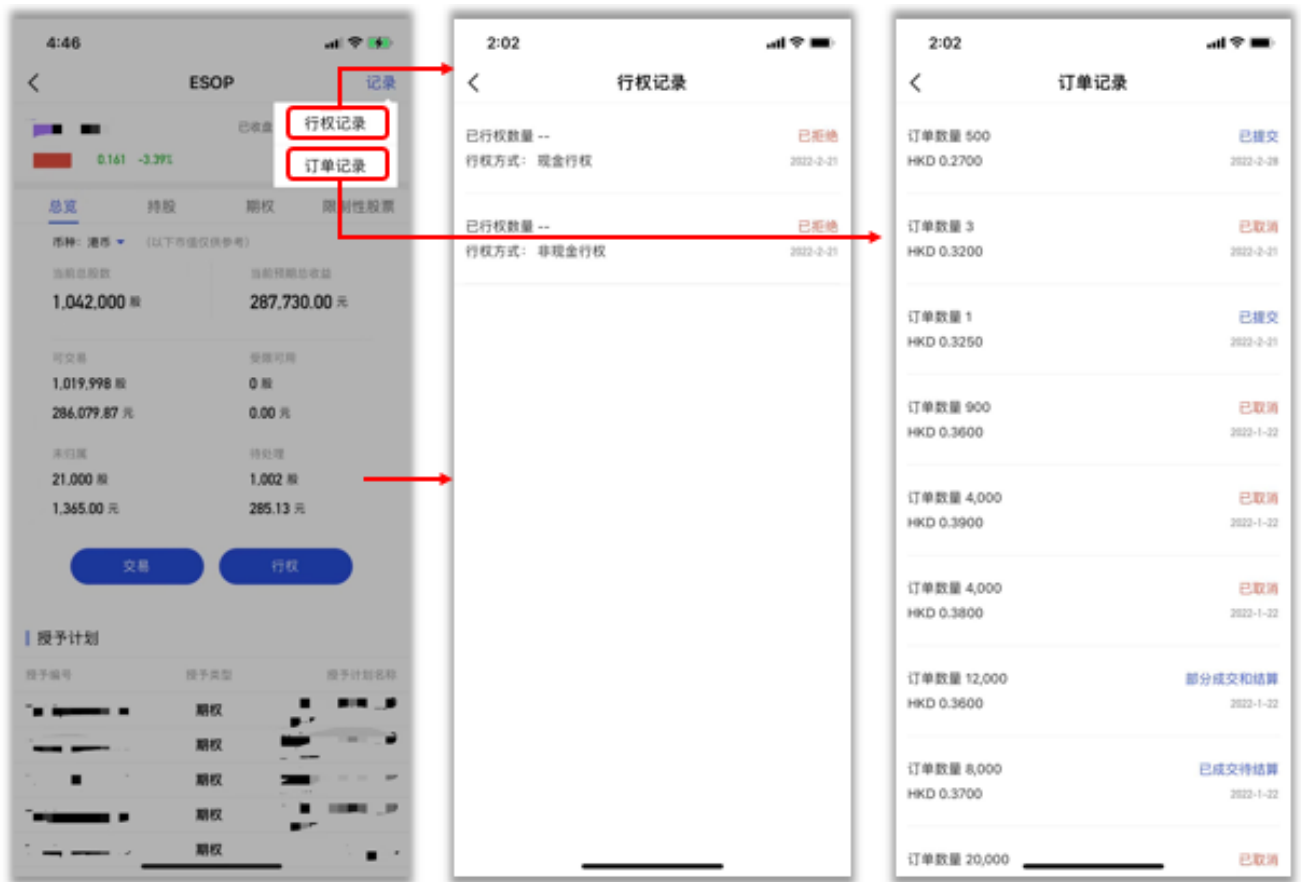 4:46
ESOP
记录
已收盘
行权记录
0.161 -3.39%
订单记录
总览 持股 期权 限制性股票
币种：港币 (以下市值仅供参考)
当前总股数 当前预期总收益
1,042,000 股 287,730.00 元
可交易 受限可用
1,019,998 股 0 股
286,079.87 元 0.00 元
未归属 待处理
21,000 股 1,002 股
1,365.00 元 285.13 元
交易 行权
授予计划
授予编号 授予类型 授予计划名称
期权
期权
期权
期权
期权
2:02
行权记录
已行权数量 -- 已拒绝
行权方式： 现金行权 2022-2-21
已行权数量 -- 已拒绝
行权方式： 非现金行权 2022-2-21
2:02
订单记录
订单数量 500 已提交
HKD 0.2700 2022-2-28
订单数量 3 已取消
HKD 0.3200 2022-2-21
订单数量 1 已提交
HKD 0.3250 2022-2-21
订单数量 900 已取消
HKD 0.3600 2022-1-22
订单数量 4,000 已取消
HKD 0.3900 2022-1-22
订单数量 4,000 已取消
HKD 0.3800 2022-1-22
订单数量 12,000 部分成交和结算
HKD 0.3600 2022-1-22
订单数量 8,000 已成交待结算
HKD 0.3700 2022-1-22
订单数量 20,000 已取消